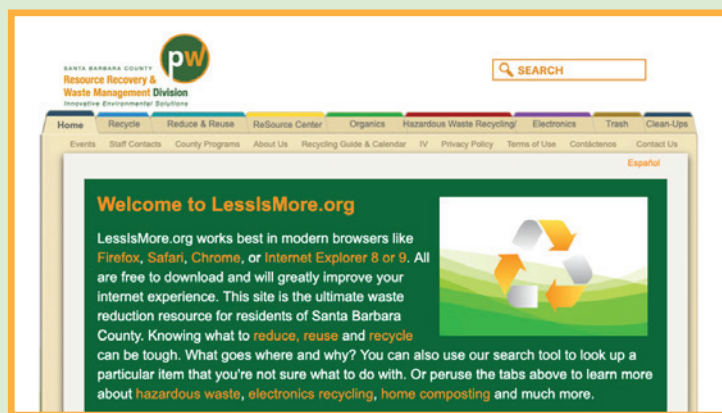 pw
SANTA BARBARA COUNTY
Resource Recovery &
Waste Management Division
Innovative Environmental Solutions
SEARCH
Home Recycle Reduce & Reuse ReSource Center Organics Hazardous Waste Recycling/ Electronics Trash Clean-Ups
Events Staff Contacts County Programs About Us Recycling Guide & Calendar IV Privacy Policy Terms of Use Contáctenos Contact Us
Español
Welcome to LessIsMore.org
LessIsMore.org works best in modern browsers like
Firefox, Safari, Chrome, or Internet Explorer 8 or 9. All
are free to download and will greatly improve your
internet experience. This site is the ultimate waste
reduction resource for residents of Santa Barbara
County. Knowing what to reduce, reuse and recycle
can be tough. What goes where and why? You can also use our search tool to look up a
particular item that you're not sure what to do with. Or peruse the tabs above to learn more
about hazardous waste, electronics recycling, home composting and much more.